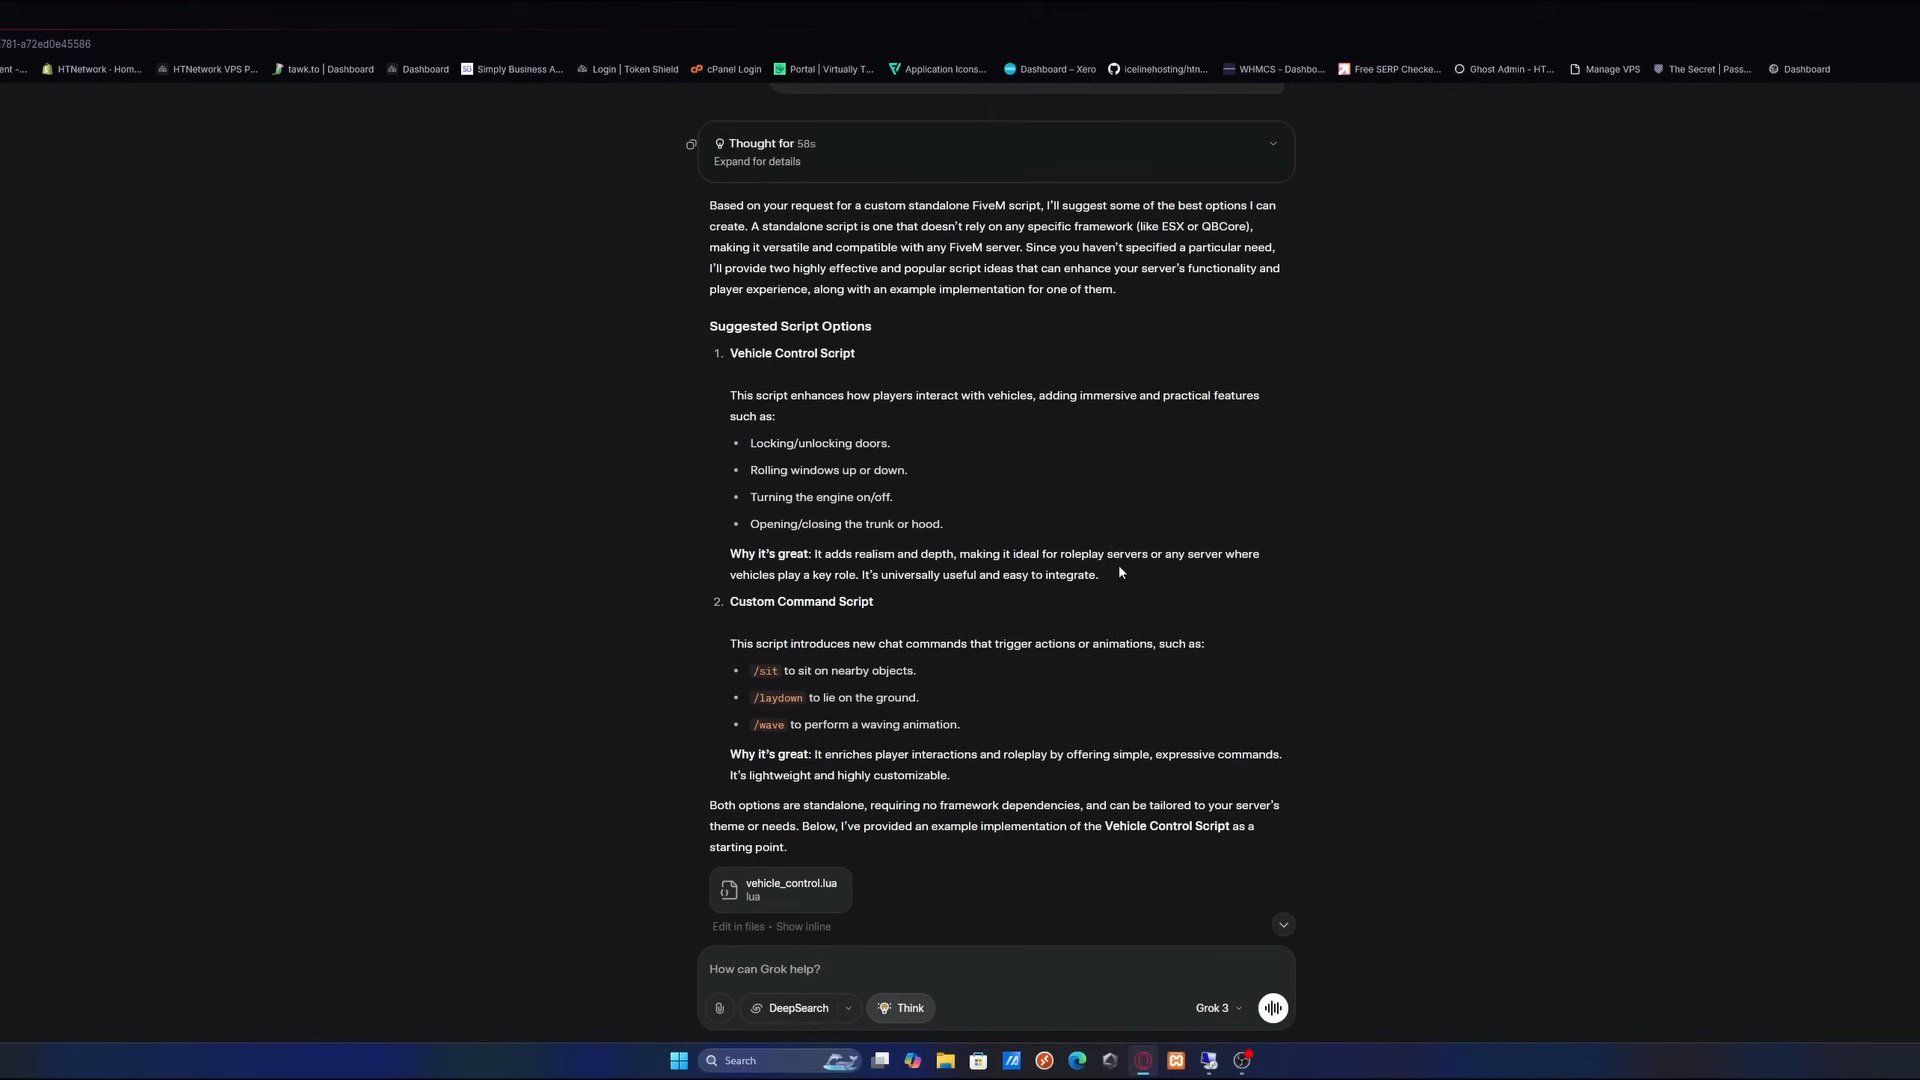 781-a72ed0e45586
ent -...
HTNetwork · Hom...
HTNetwork VPS P...
tawk.to | Dashboard
Dashboard
Simply Business A...
Login | Token Shield
cPanel Login
Portal | Virtually T...
Application Icons...
Dashboard – Xero
icelinehosting/htn...
WHMCS - Dashbo...
Free SERP Checke...
Ghost Admin - HT...
Manage VPS
The Secret | Pass...
Dashboard
Thought for 58s
Expand for details
Based on your request for a custom standalone FiveM script, I'll suggest some of the best options I can
create. A standalone script is one that doesn't rely on any specific framework (like ESX or QBCore),
making it versatile and compatible with any FiveM server. Since you haven't specified a particular need,
I'll provide two highly effective and popular script ideas that can enhance your server's functionality and
player experience, along with an example implementation for one of them.
Suggested Script Options
1. Vehicle Control Script
This script enhances how players interact with vehicles, adding immersive and practical features
such as:
• Locking/unlocking doors.
• Rolling windows up or down.
• Turning the engine on/off.
• Opening/closing the trunk or hood.
Why it's great: It adds realism and depth, making it ideal for roleplay servers or any server where
vehicles play a key role. It's universally useful and easy to integrate.
2. Custom Command Script
This script introduces new chat commands that trigger actions or animations, such as:
• /sit to sit on nearby objects.
• /laydown to lie on the ground.
• /wave to perform a waving animation.
Why it's great: It enriches player interactions and roleplay by offering simple, expressive commands.
It's lightweight and highly customizable.
Both options are standalone, requiring no framework dependencies, and can be tailored to your server's
theme or needs. Below, I've provided an example implementation of the Vehicle Control Script as a
starting point.
vehicle_control.lua
lua
Edit in files • Show inline
How can Grok help?
DeepSearch
Think
Grok 3
Search